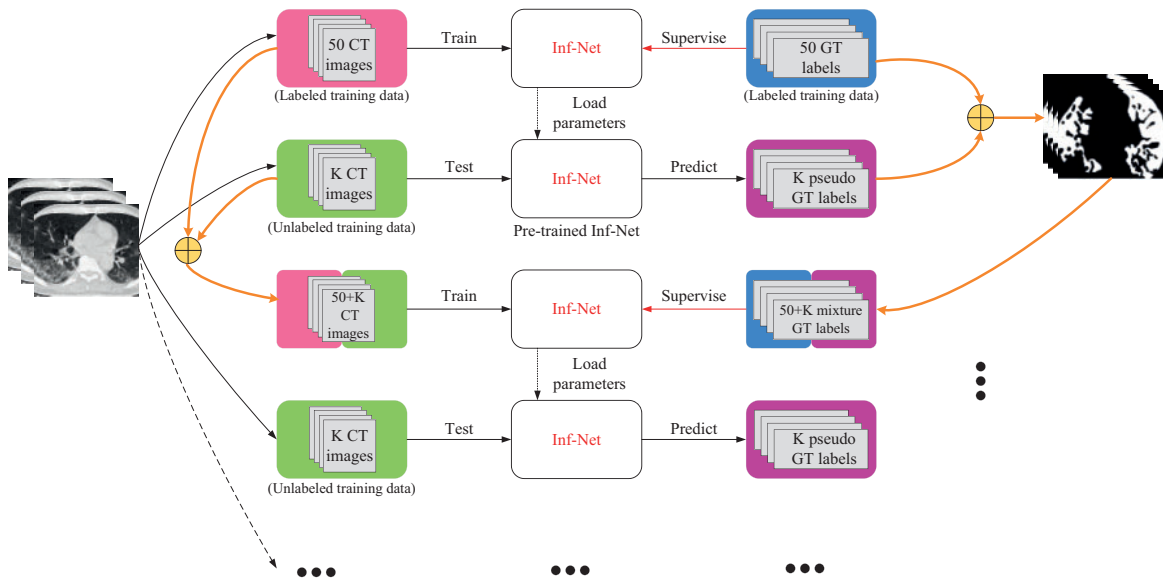 50 CT
images
Train
Inf-Net
Supervise
50 GT
labels
(Labeled training data)
(Labeled training data)
Load
parameters
K CT
images
Test
Inf-Net
Predict
K pseudo
GT labels
(Unlabeled training data)
Pre-trained Inf-Net
50+K
CT
images
Train
Inf-Net
Supervise
50+K mixture
GT labels
Load
parameters
K CT
images
Test
Inf-Net
Predict
K pseudo
GT labels
(Unlabeled training data)